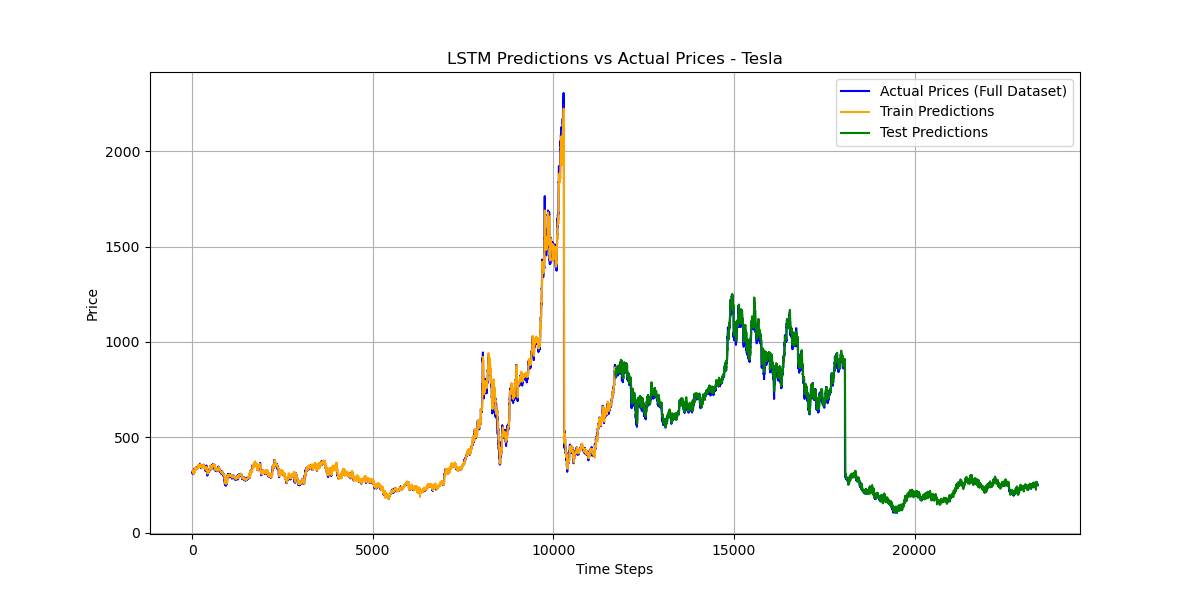 LSTM Predictions vs Actual Prices - Tesla
Actual Prices (Full Dataset)
Train Predictions
Test Predictions
Price
2000
1500
1000
500
0
0 5000 10000 15000 20000
Time Steps